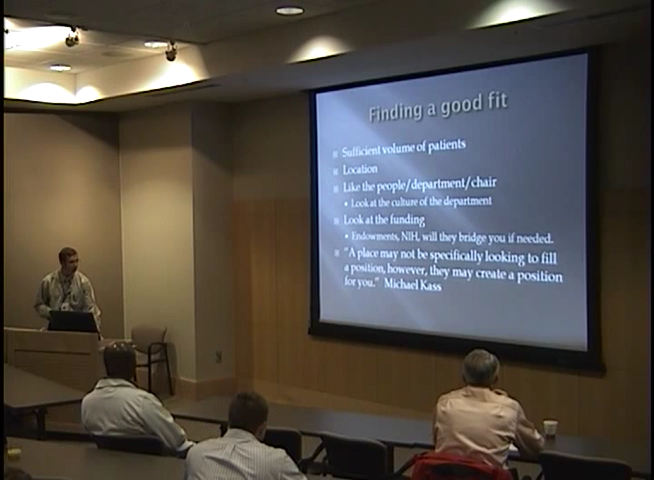 Finding a good fit
Sufficient volume of patients
Location
Like the people/department/chair
Look at the culture of the department
Look at the funding
Endowments, NIH, will they bridge you if needed.
"A place may not be specifically looking to fill
a position, however, they may create a position
for you." Michael Kass